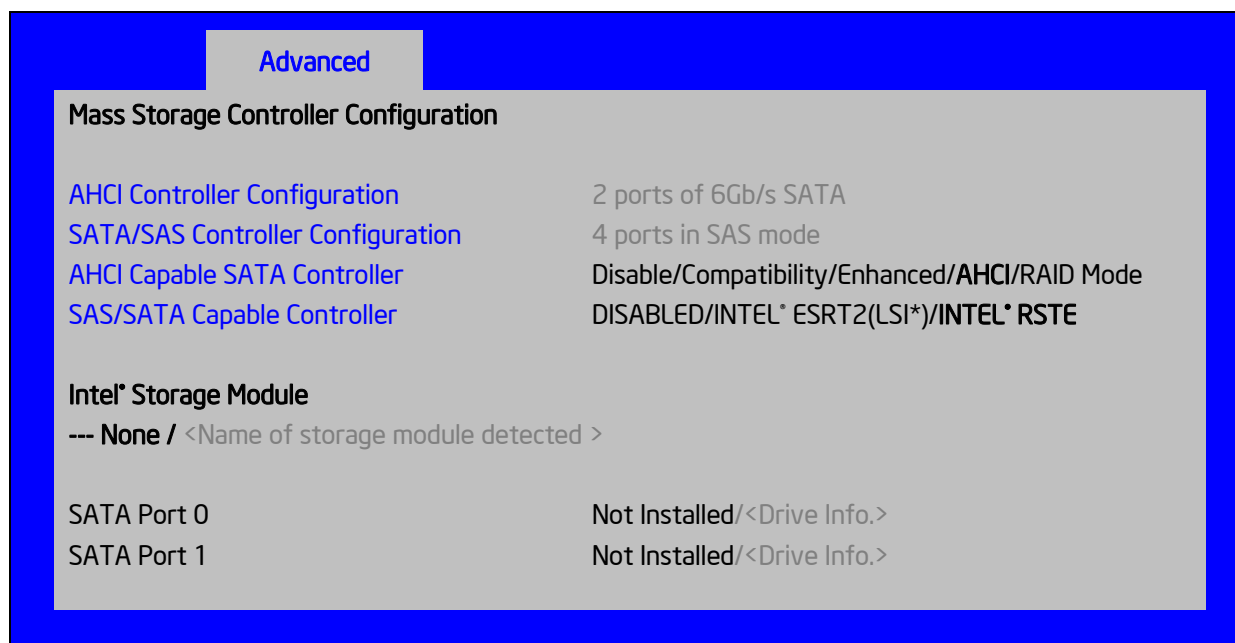 Advanced
Mass Storage Controller Configuration
AHCI Controller Configuration 2 ports of 6Gb/s SATA
SATA/SAS Controller Configuration 4 ports in SAS mode
AHCI Capable SATA Controller Disable/Compatibility/Enhanced/AHCI/RAID Mode
SAS/SATA Capable Controller DISABLED/INTEL® ESRT2(LSI*)/INTEL® RSTE
Intel® Storage Module
--- None / <Name of storage module detected >
SATA Port 0 Not Installed/<Drive Info.>
SATA Port 1 Not Installed/<Drive Info.>